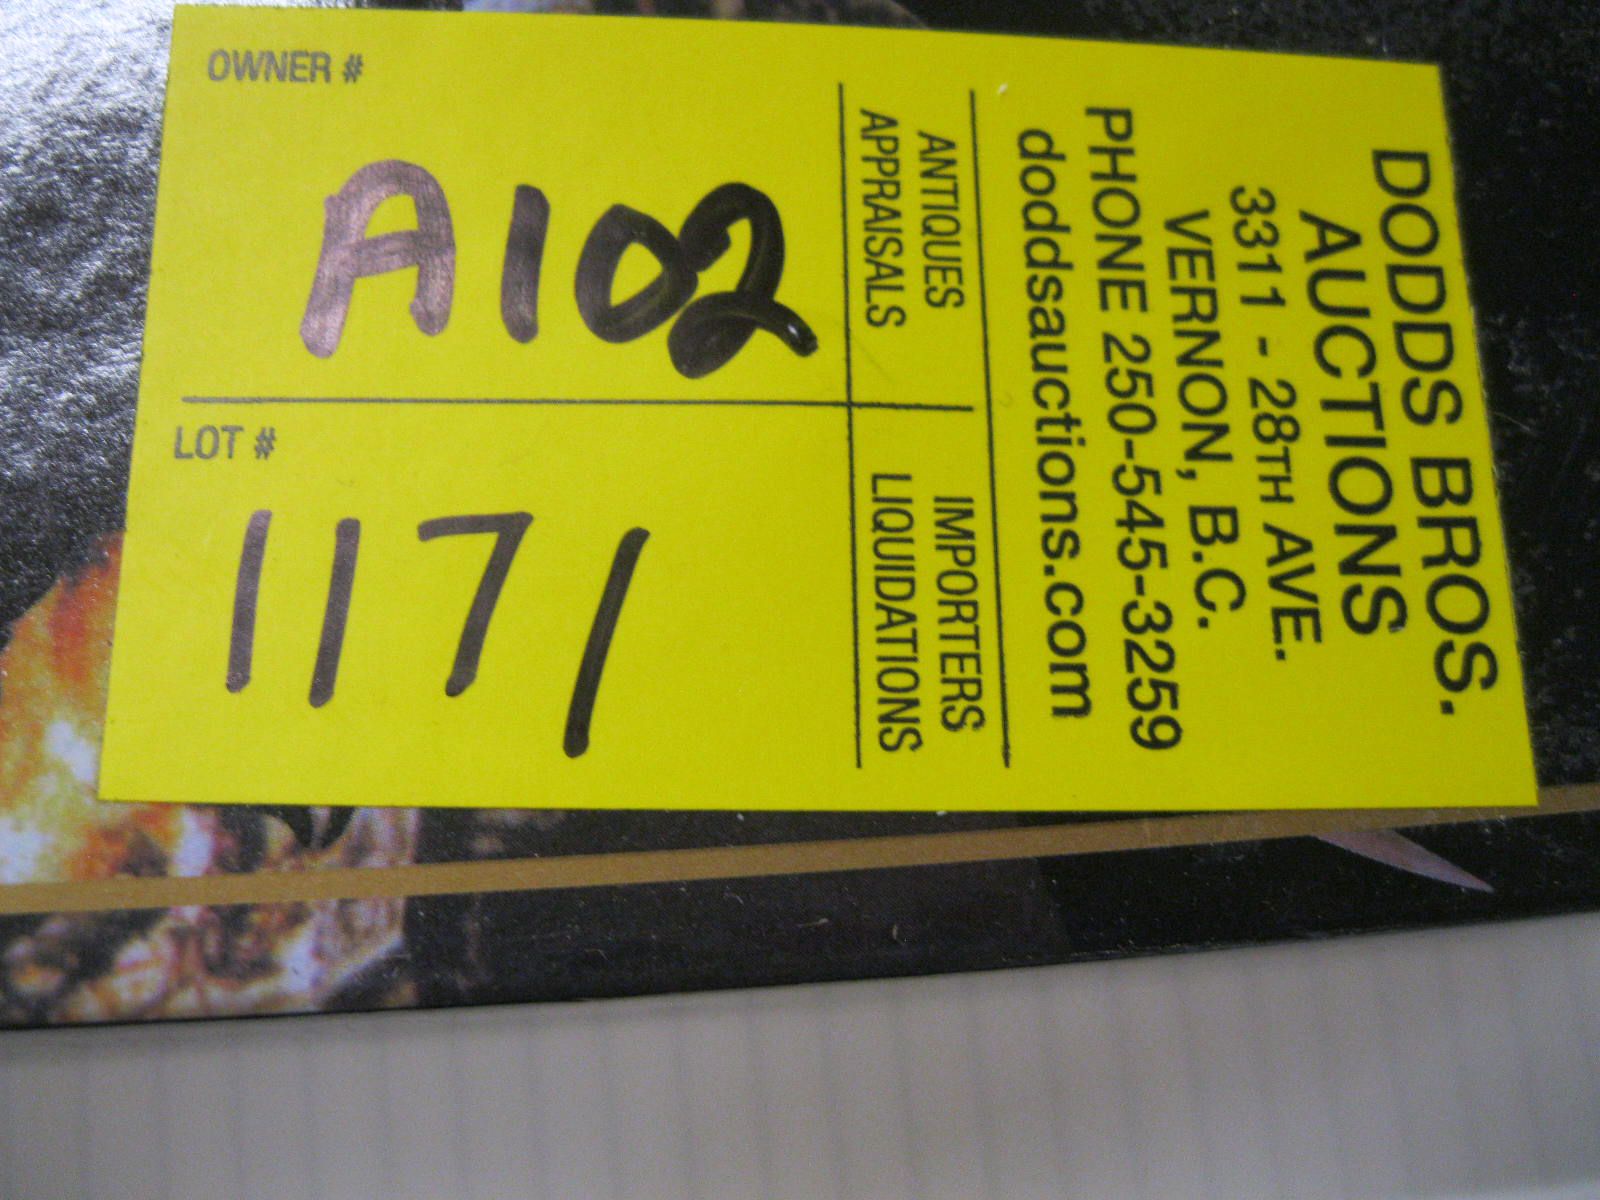 OWNER #
A102
LOT #
1171
ANTIQUES
APPRAISALS
IMPORTERS
LIQUIDATIONS
DODDS BROS.
AUCTIONS
3311 - 28TH AVE.
VERNON, B.C.
PHONE 250-545-3259
doddsauctions.com